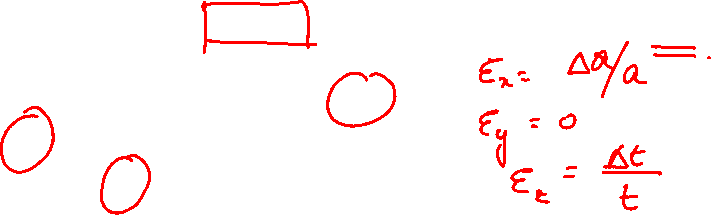 εx = Δa/a
εy = 0
εz = Δt/t